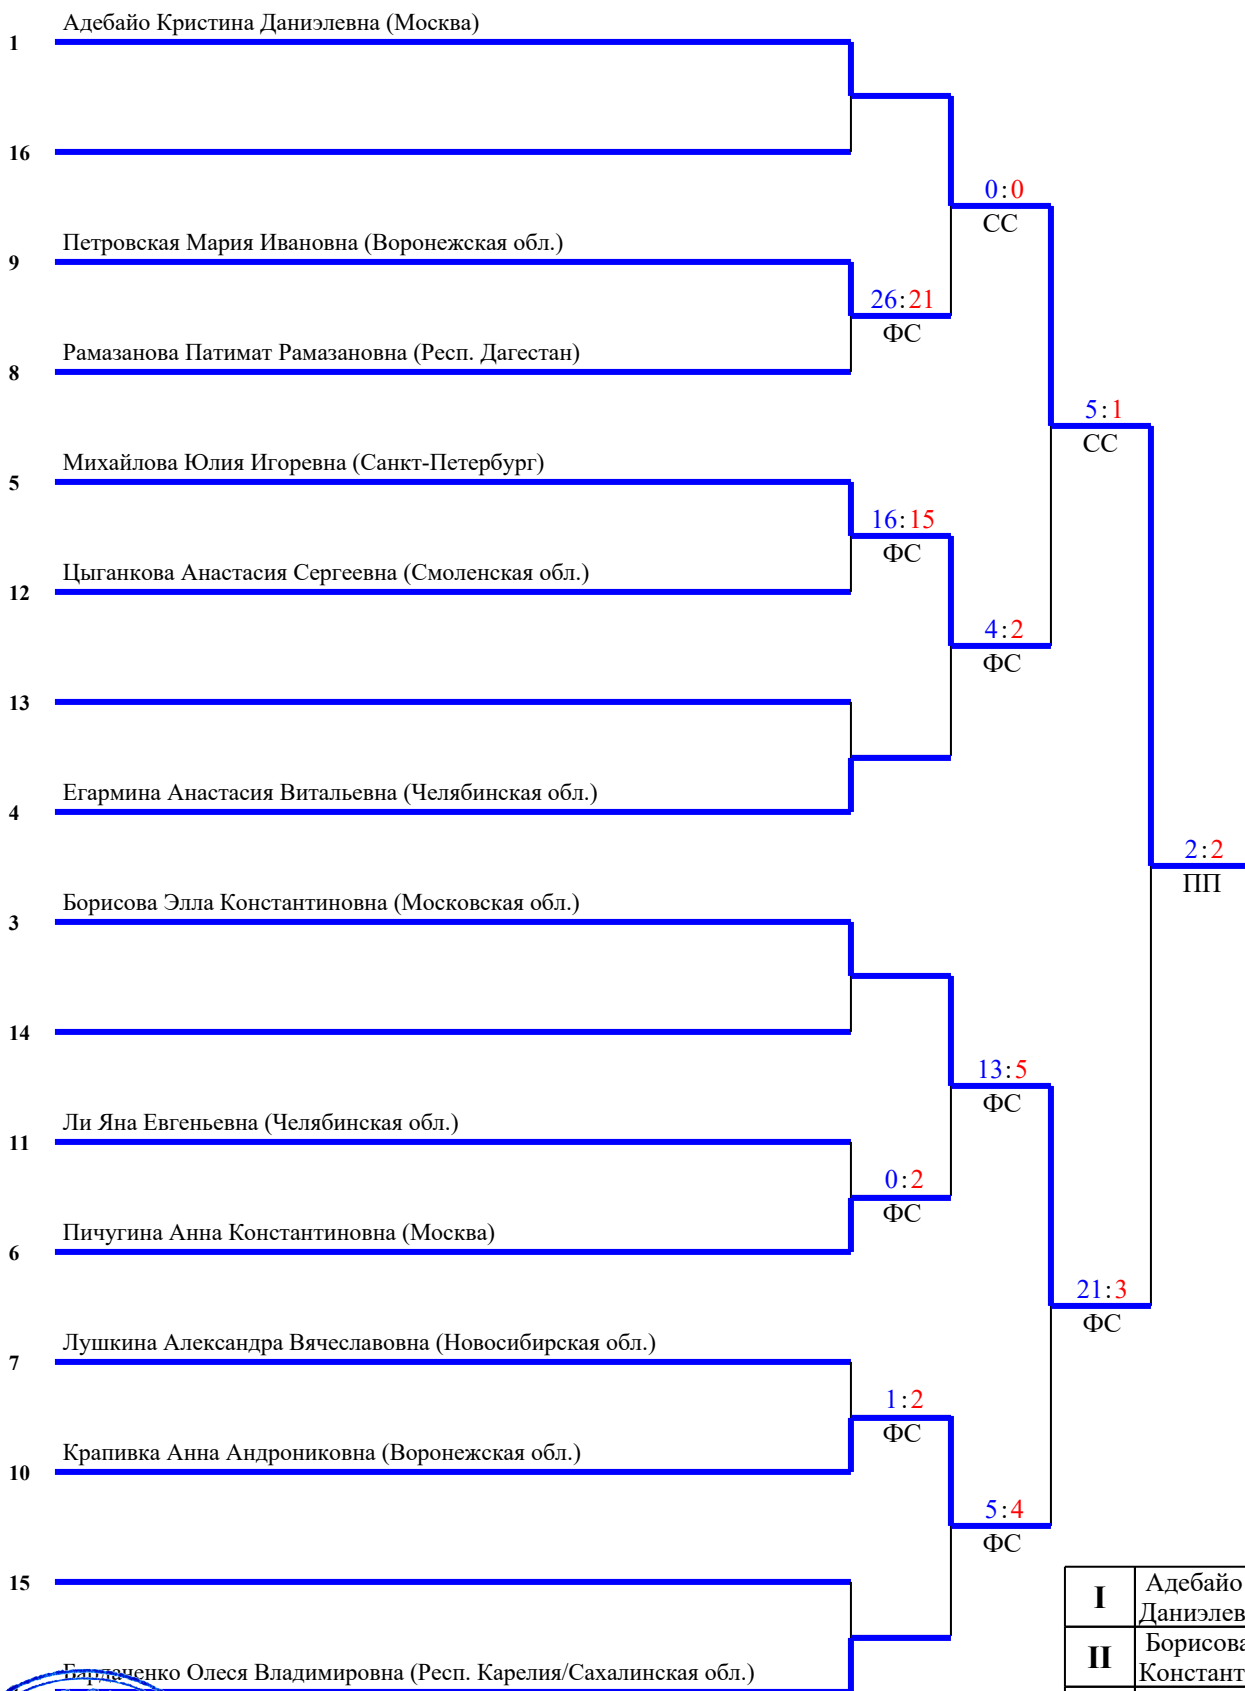 Адебайо Кристина Даниэлевна (Москва)
1
16
0:0
СС
Петровская Мария Ивановна (Воронежская обл.)
9
26:21
ФС
Рамазанова Патимат Рамазановна (Респ. Дагестан)
8
5:1
СС
Михайлова Юлия Игоревна (Санкт-Петербург)
5
16:15
ФС
Цыганкова Анастасия Сергеевна (Смоленская обл.)
12
4:2
ФС
13
Егармина Анастасия Витальевна (Челябинская обл.)
4
2:2
ПП
Борисова Элла Константиновна (Московская обл.)
3
14
13:5
ФС
Ли Яна Евгеньевна (Челябинская обл.)
11
0:2
ФС
Пичугина Анна Константиновна (Москва)
6
21:3
ФС
Лушкина Александра Вячеславовна (Новосибирская обл.)
7
1:2
ФС
Крапивка Анна Андрониковна (Воронежская обл.)
10
5:4
ФС
15
I
Адебайо
Даниэлев
II
Борисова
Констант
Бардаченко Олеся Владимировна (Респ. Карелия/Сахалинская обл.)